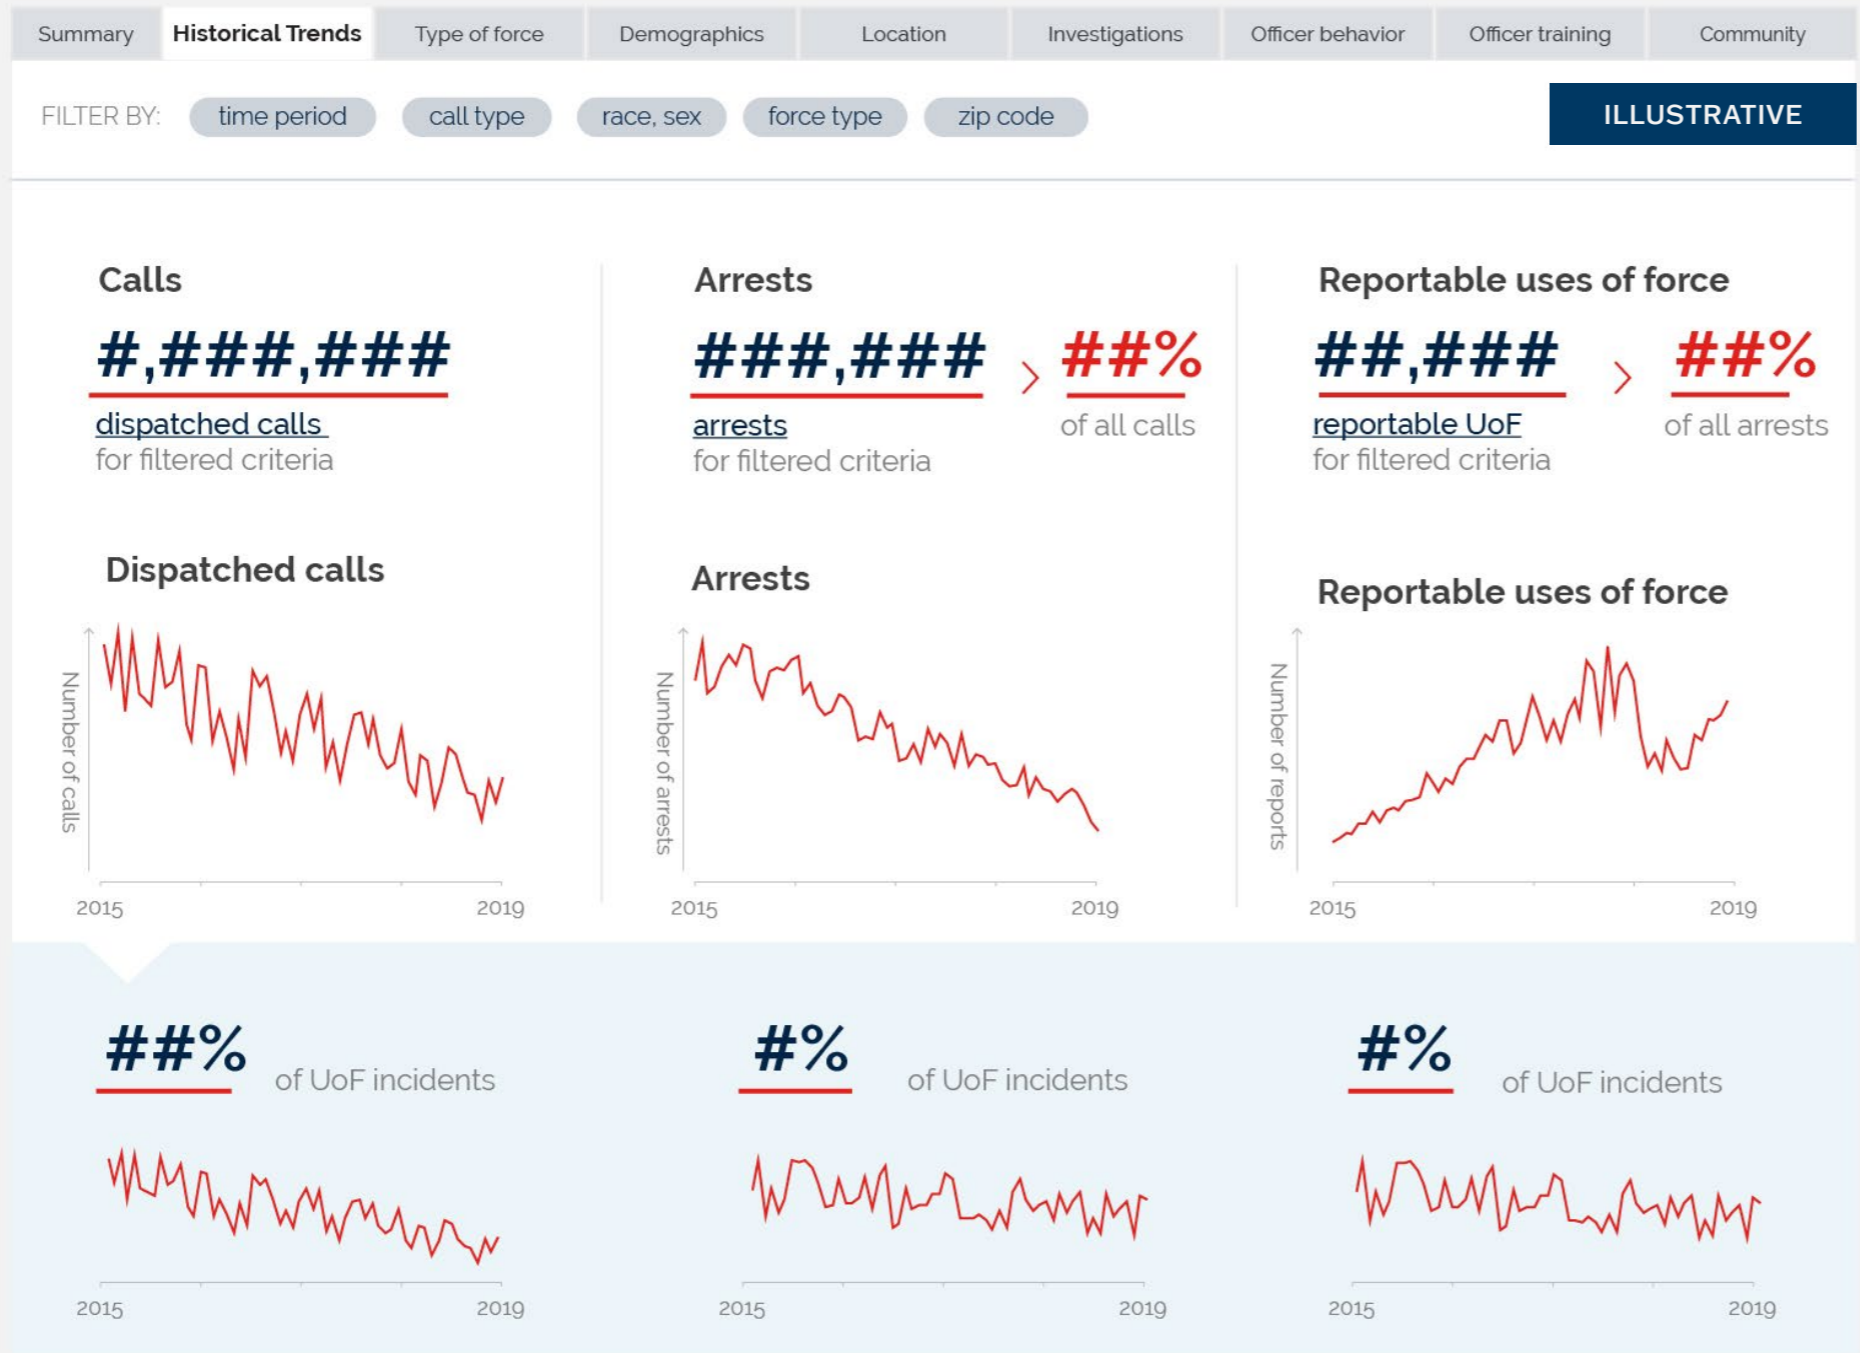 Summary Historical Trends Type of force Demographics Location Investigations Officer behavior Officer training Community
FILTER BY: time period call type race, sex force type zip code ILLUSTRATIVE
Calls
#,###,###
dispatched calls
for filtered criteria
Arrests
###,### > ##%
arrests of all calls
for filtered criteria
Reportable uses of force
##,### > ##%
reportable UoF of all arrests
for filtered criteria
Dispatched calls
Number of calls
2015 2019
Arrests
Number of arrests
2015 2019
Reportable uses of force
Number of reports
2015 2019
##% of UoF incidents
2015 2019
#% of UoF incidents
2015 2019
#% of UoF incidents
2015 2019